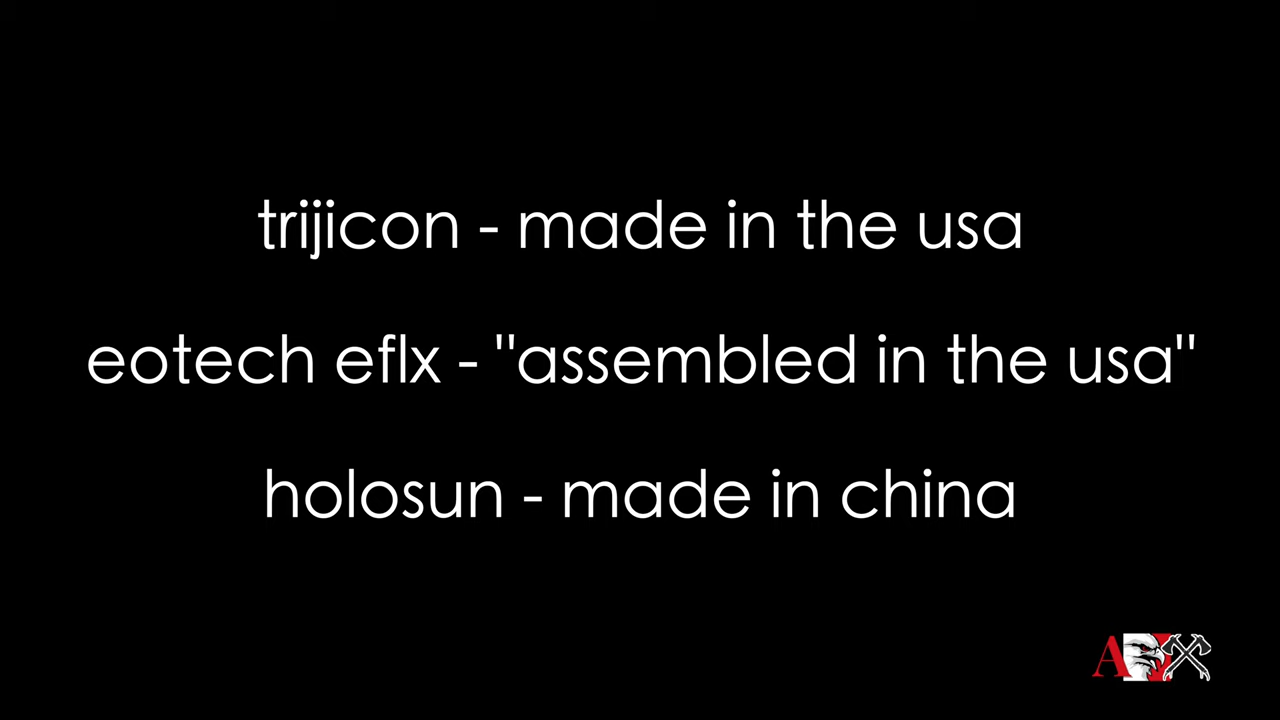 trijicon - made in the usa
eotech eflx - "assembled in the usa"
holosun - made in china